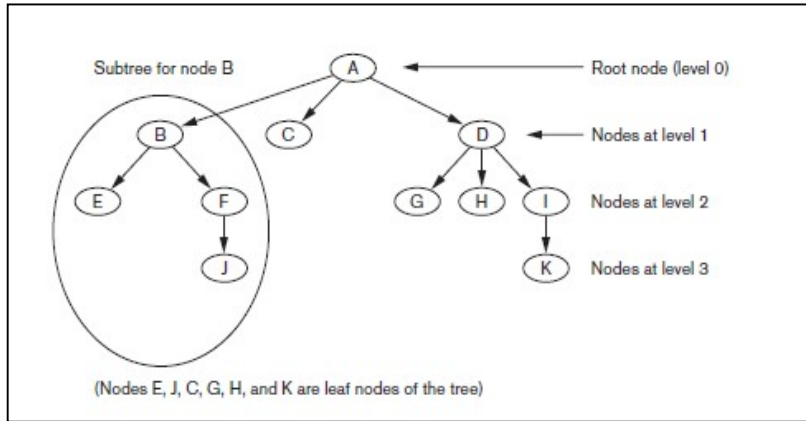 Subtree for node B
A
Root node (level 0)
B
C
D
Nodes at level 1
E
F
G
H
I
Nodes at level 2
J
K
Nodes at level 3
(Nodes E, J, C, G, H, and K are leaf nodes of the tree)